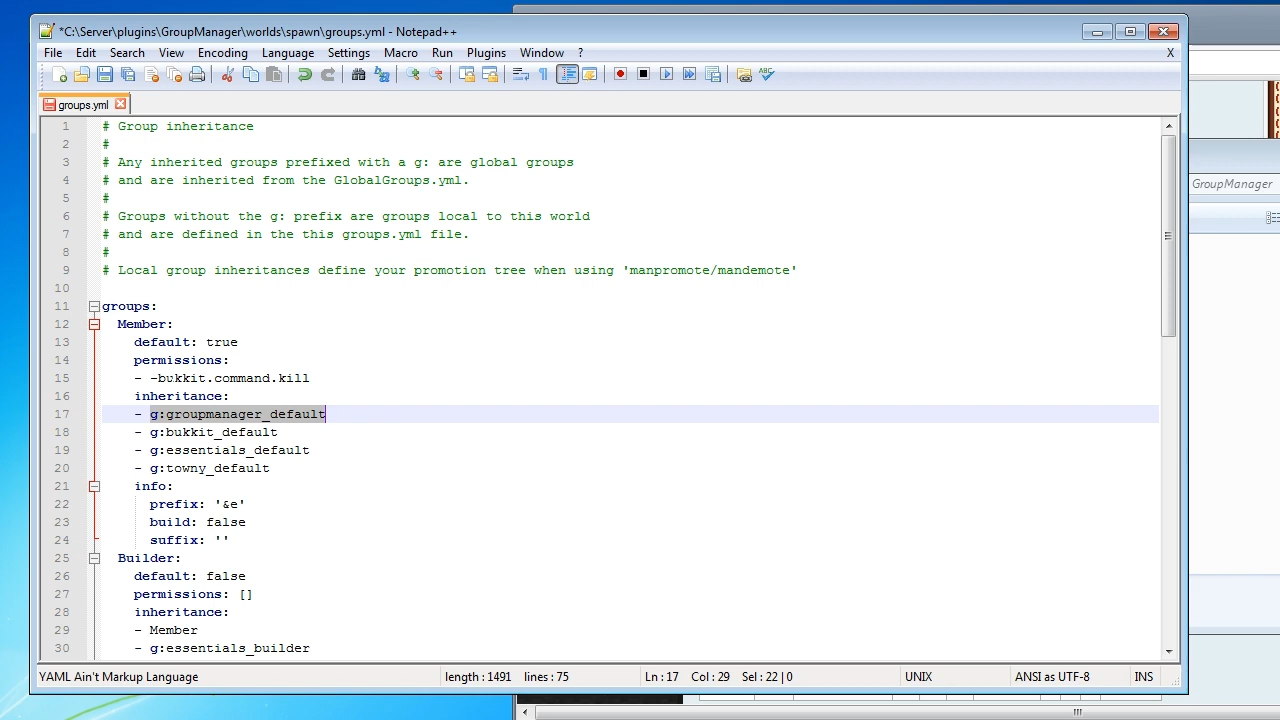 *C:\Server\plugins\GroupManager\worlds\spawn\groups.yml - Notepad++
File Edit Search View Encoding Language Settings Macro Run Plugins Window ? X
groups.yml
1 # Group inheritance
2 #
3 # Any inherited groups prefixed with a g: are global groups
4 # and are inherited from the GlobalGroups.yml.
5 #
6 # Groups without the g: prefix are groups local to this world
7 # and are defined in the this groups.yml file.
8 #
9 # Local group inheritances define your promotion tree when using 'manpromote/mandemote'
10
11 groups:
12 Member:
13 default: true
14 permissions:
15 - -bukkit.command.kill
16 inheritance:
17 - g:groupmanager_default
18 - g:bukkit_default
19 - g:essentials_default
20 - g:towny_default
21 info:
22 prefix: '&e'
23 build: false
24 suffix: ''
25 Builder:
26 default: false
27 permissions: []
28 inheritance:
29 - Member
30 - g:essentials_builder
YAML Ain't Markup Language length : 1491 lines : 75 Ln : 17 Col : 29 Sel : 22 | 0 UNIX ANSI as UTF-8 INS
GroupManager